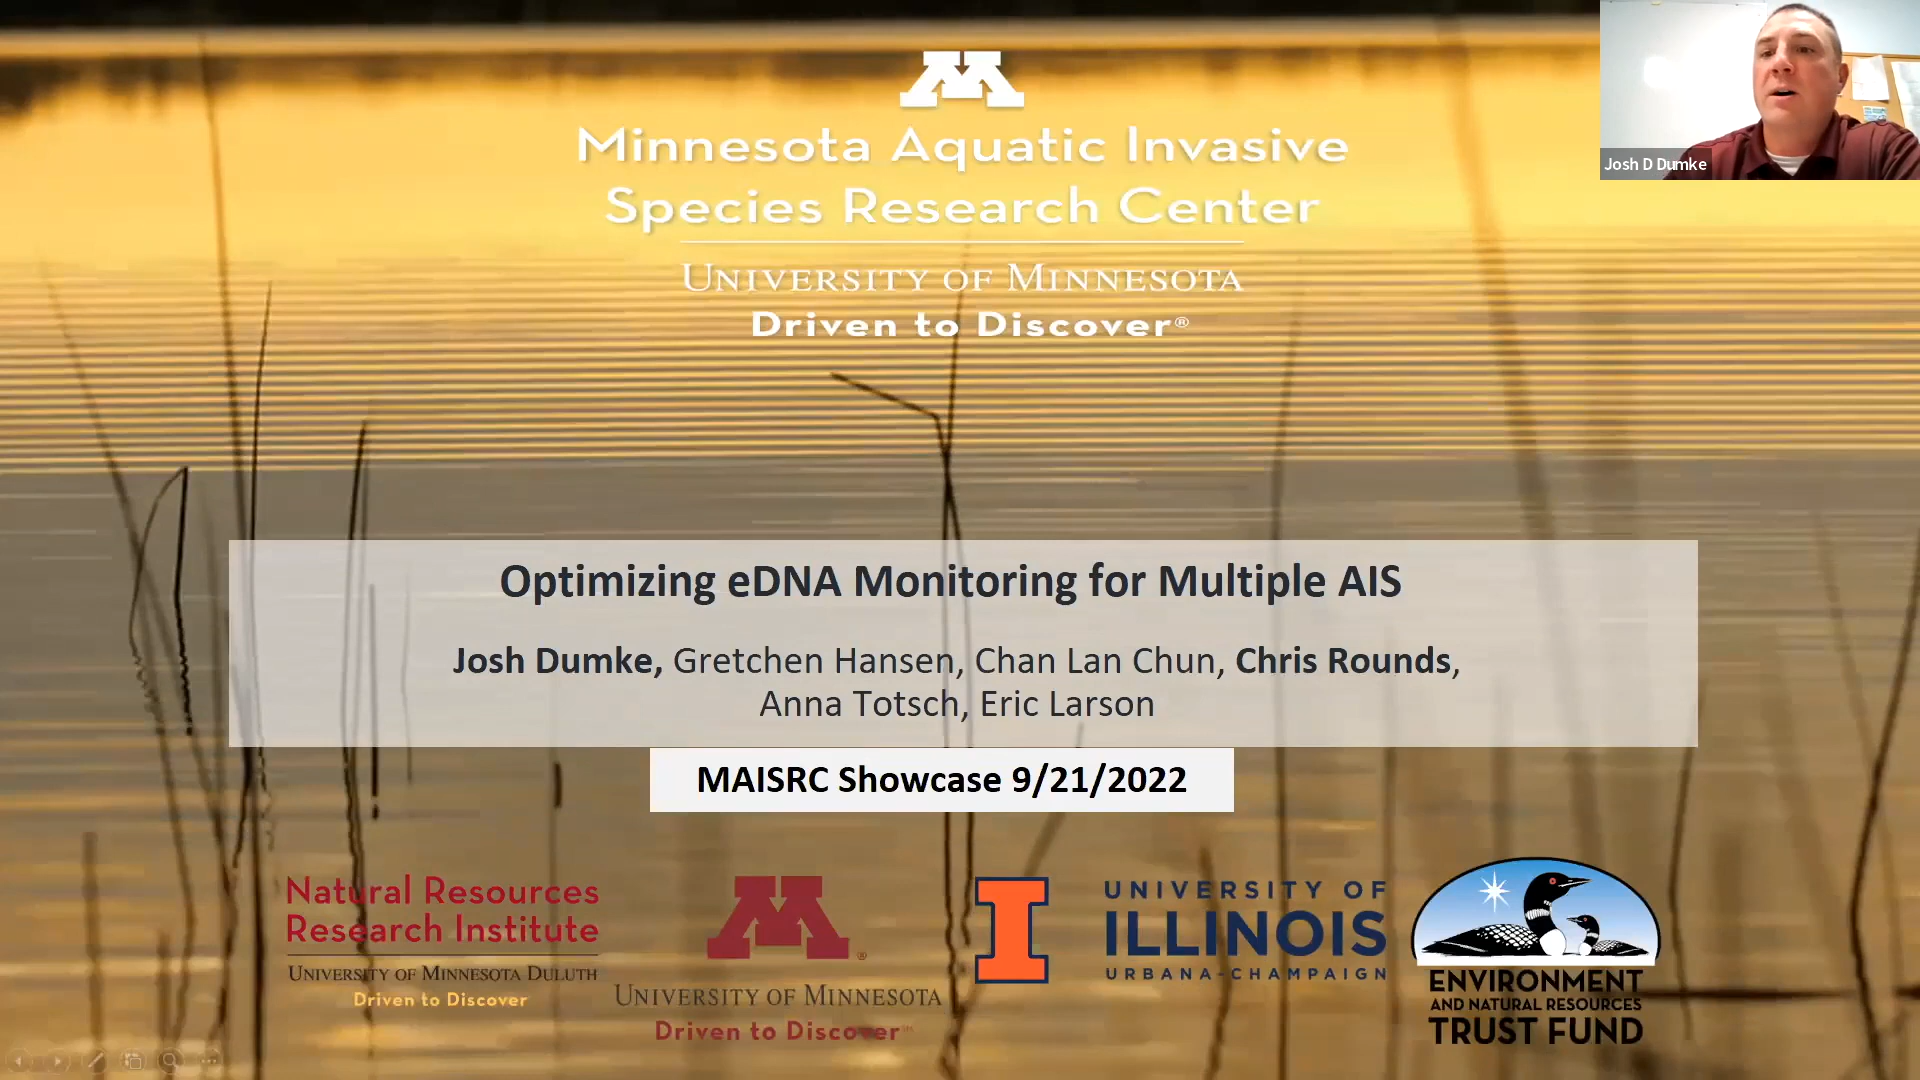 Minnesota Aquatic Invasive
Species Research Center
University of Minnesota
Driven to Discover®
Josh D Dumke
Optimizing eDNA Monitoring for Multiple AIS
Josh Dumke, Gretchen Hansen, Chan Lan Chun, Chris Rounds,
Anna Totsch, Eric Larson
MAISRC Showcase 9/21/2022
Natural Resources
Research Institute
University of Minnesota Duluth
Driven to Discover
University of Minnesota
Driven to Discover℠
UNIVERSITY OF
ILLINOIS
URBANA-CHAMPAIGN
ENVIRONMENT
AND NATURAL RESOURCES
TRUST FUND